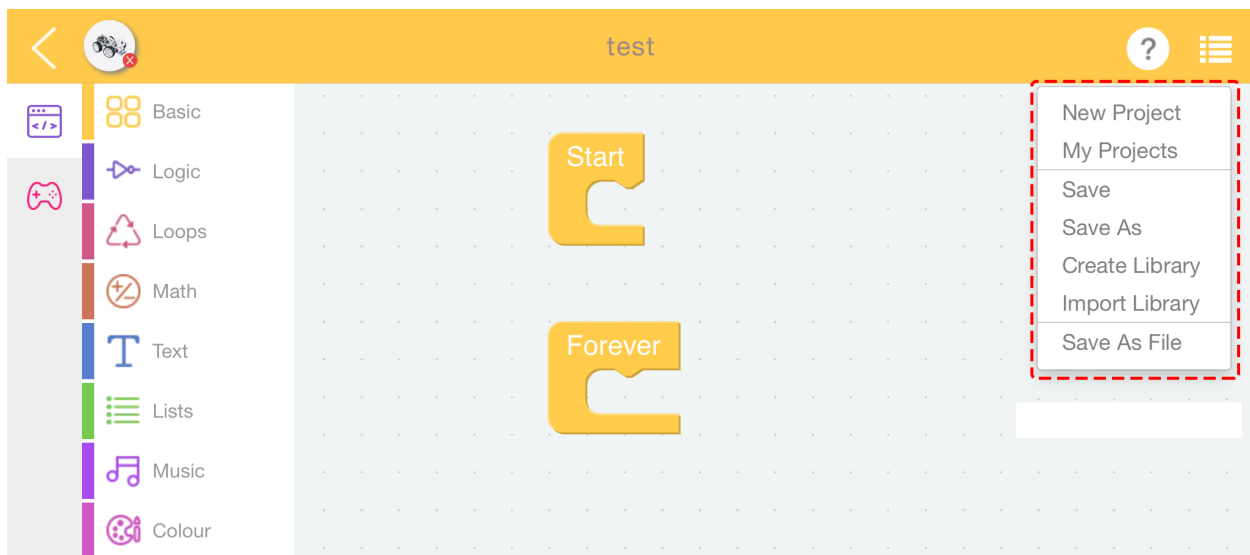 test
?
</>
Basic
Logic
Loops
Math
Text
Lists
Music
Colour
Start
Forever
New Project
My Projects
Save
Save As
Create Library
Import Library
Save As File